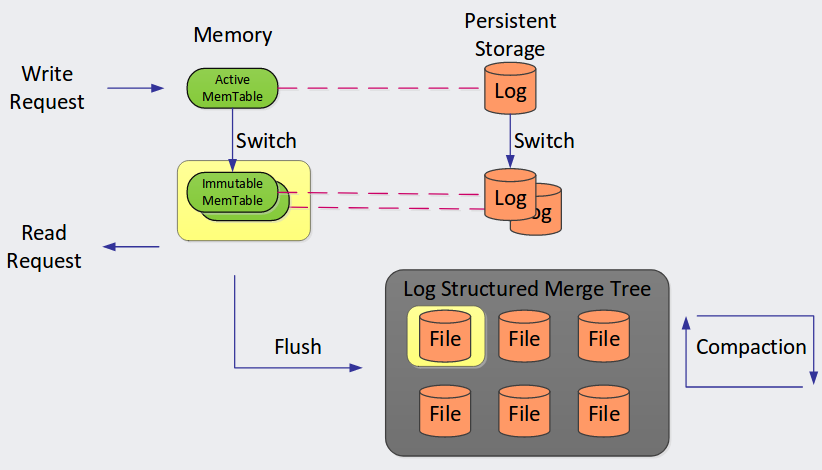 Memory
Persistent
Storage
Write
Request
Active
MemTable
Log
Switch
Switch
Immutable
MemTable
Log
og
Read
Request
Log Structured Merge Tree
File
File
File
Flush
Compaction
File
File
File